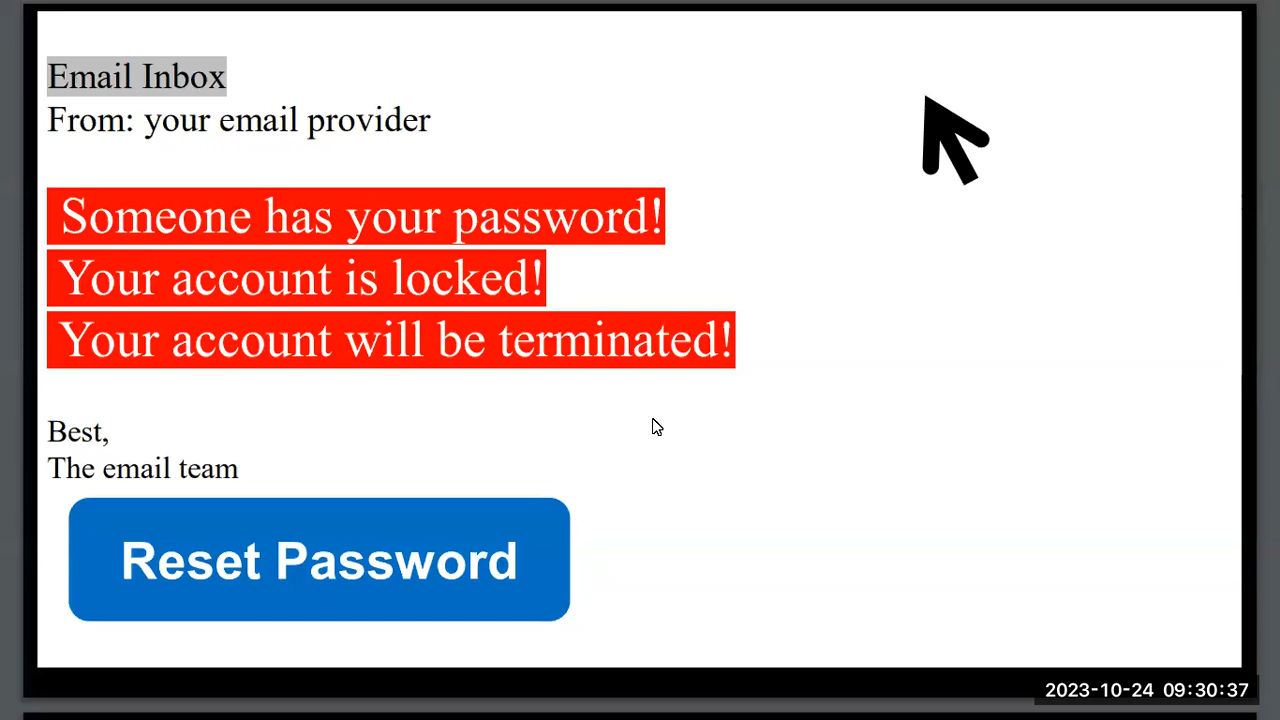 Email Inbox
From: your email provider
Someone has your password!
Your account is locked!
Your account will be terminated!
Best,
The email team
Reset Password
2023-10-24 09:30:37